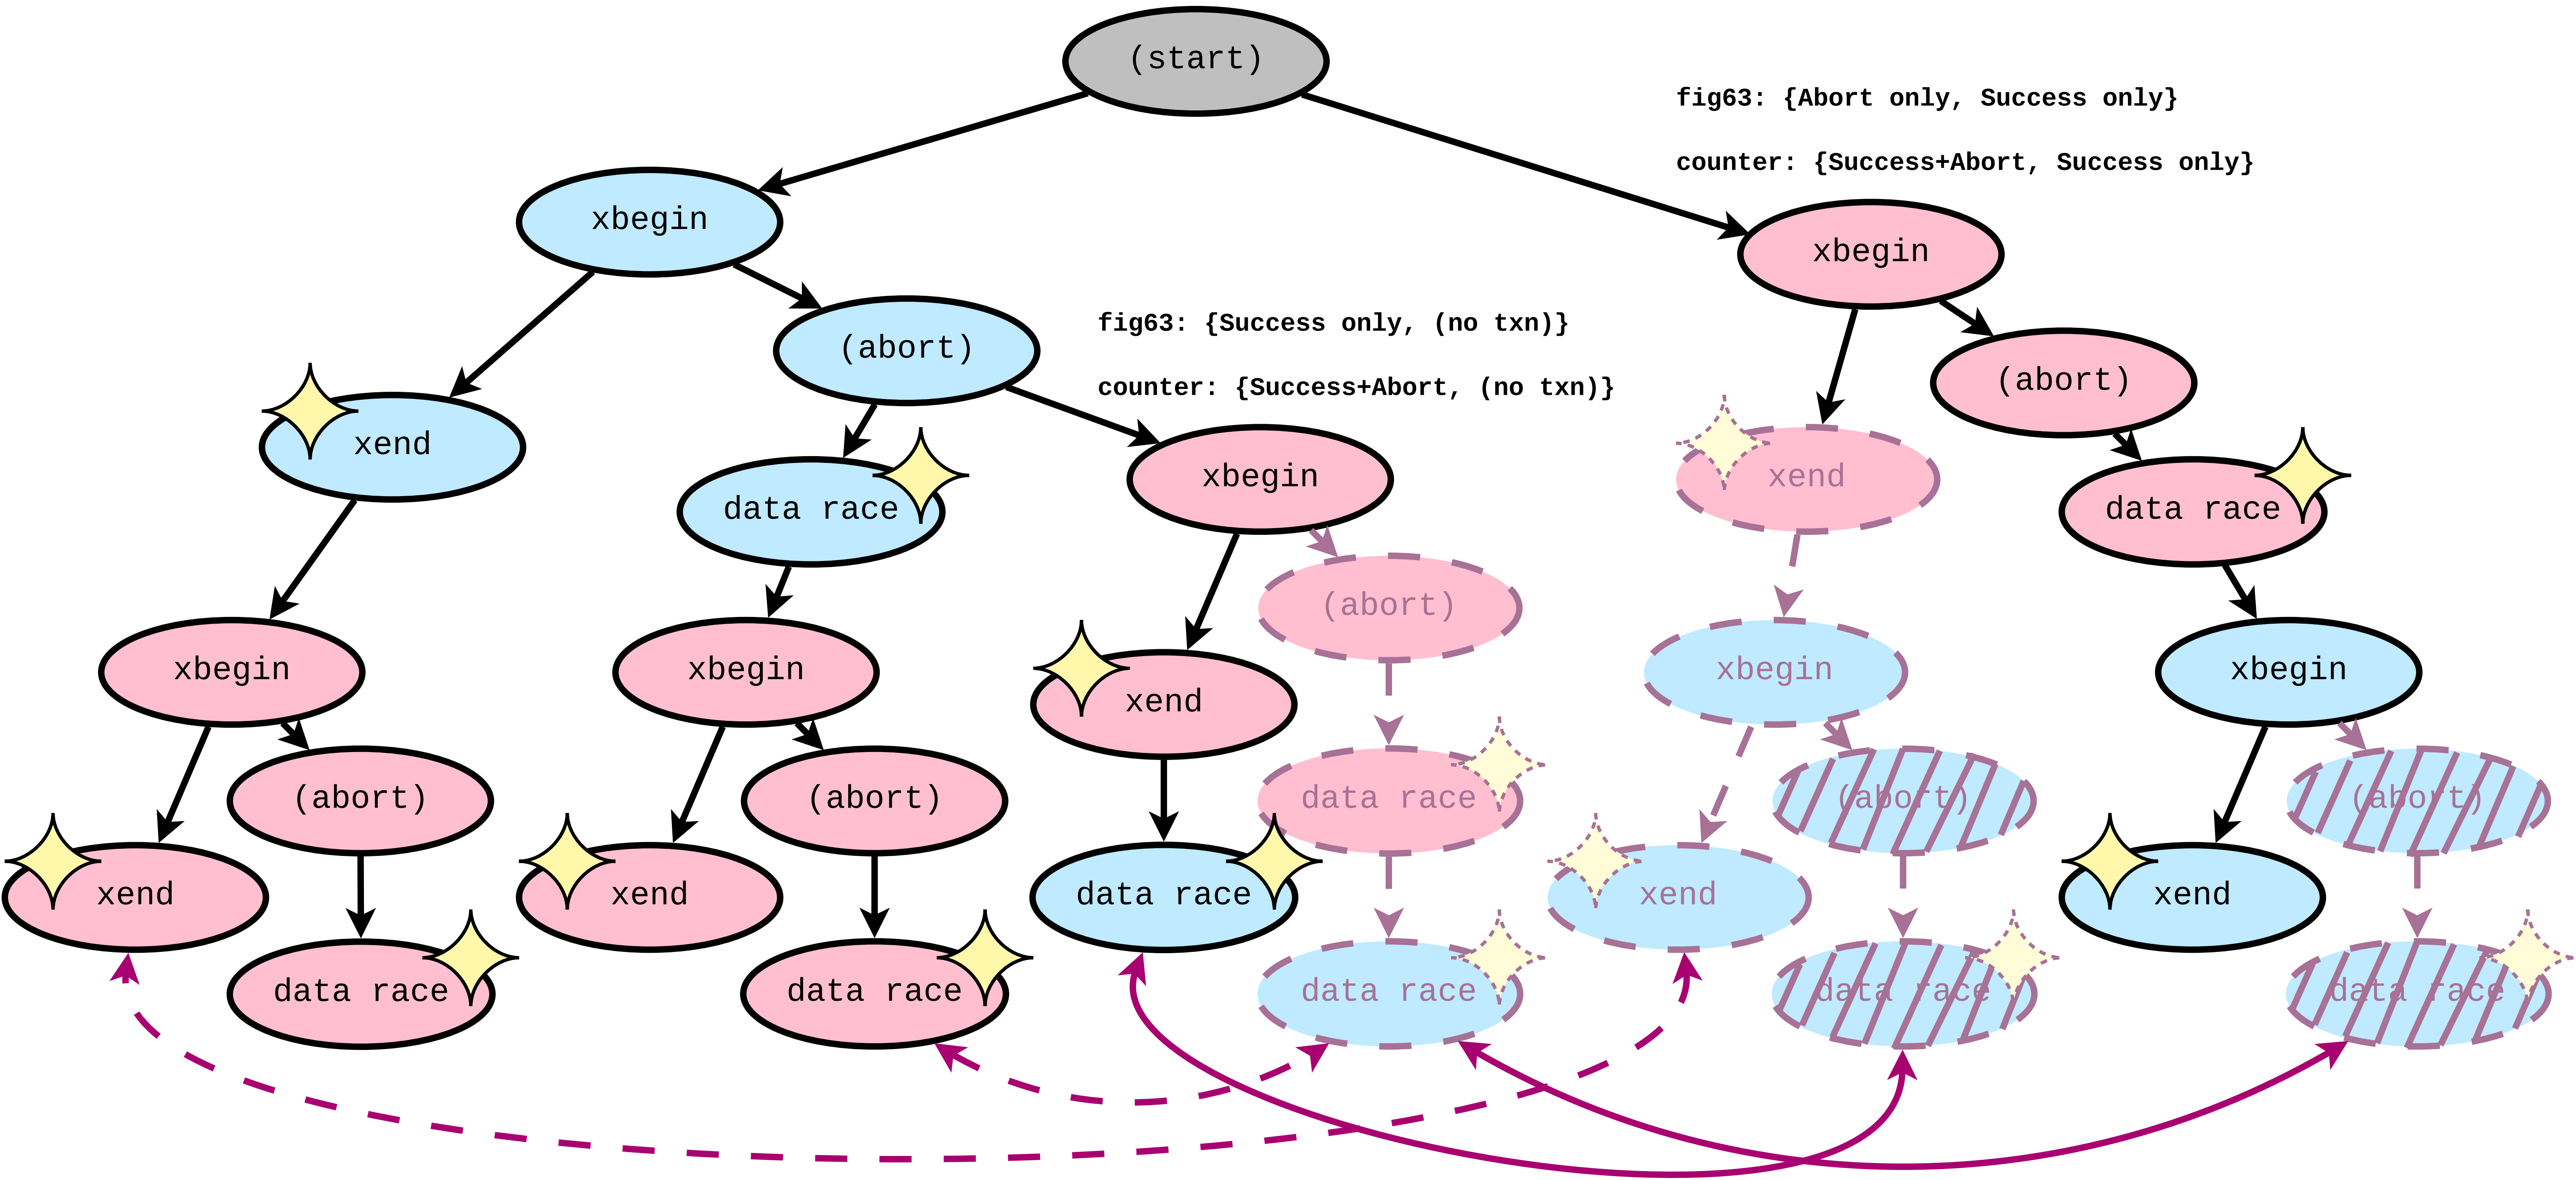 (start)
fig63: {Abort only, Success only}
counter: {Success+Abort, Success only}
xbegin
xbegin
fig63: {Success only, (no txn)}
(abort)
(abort)
counter: {Success+Abort, (no txn)}
xend
xbegin
xend
data race
data race
(abort)
xbegin
xbegin
xbegin
xbegin
xend
(abort)
(abort)
data race
(abort)
(abort)
xend
xend
data race
xend
xend
data race
data race
data race
data race
data race